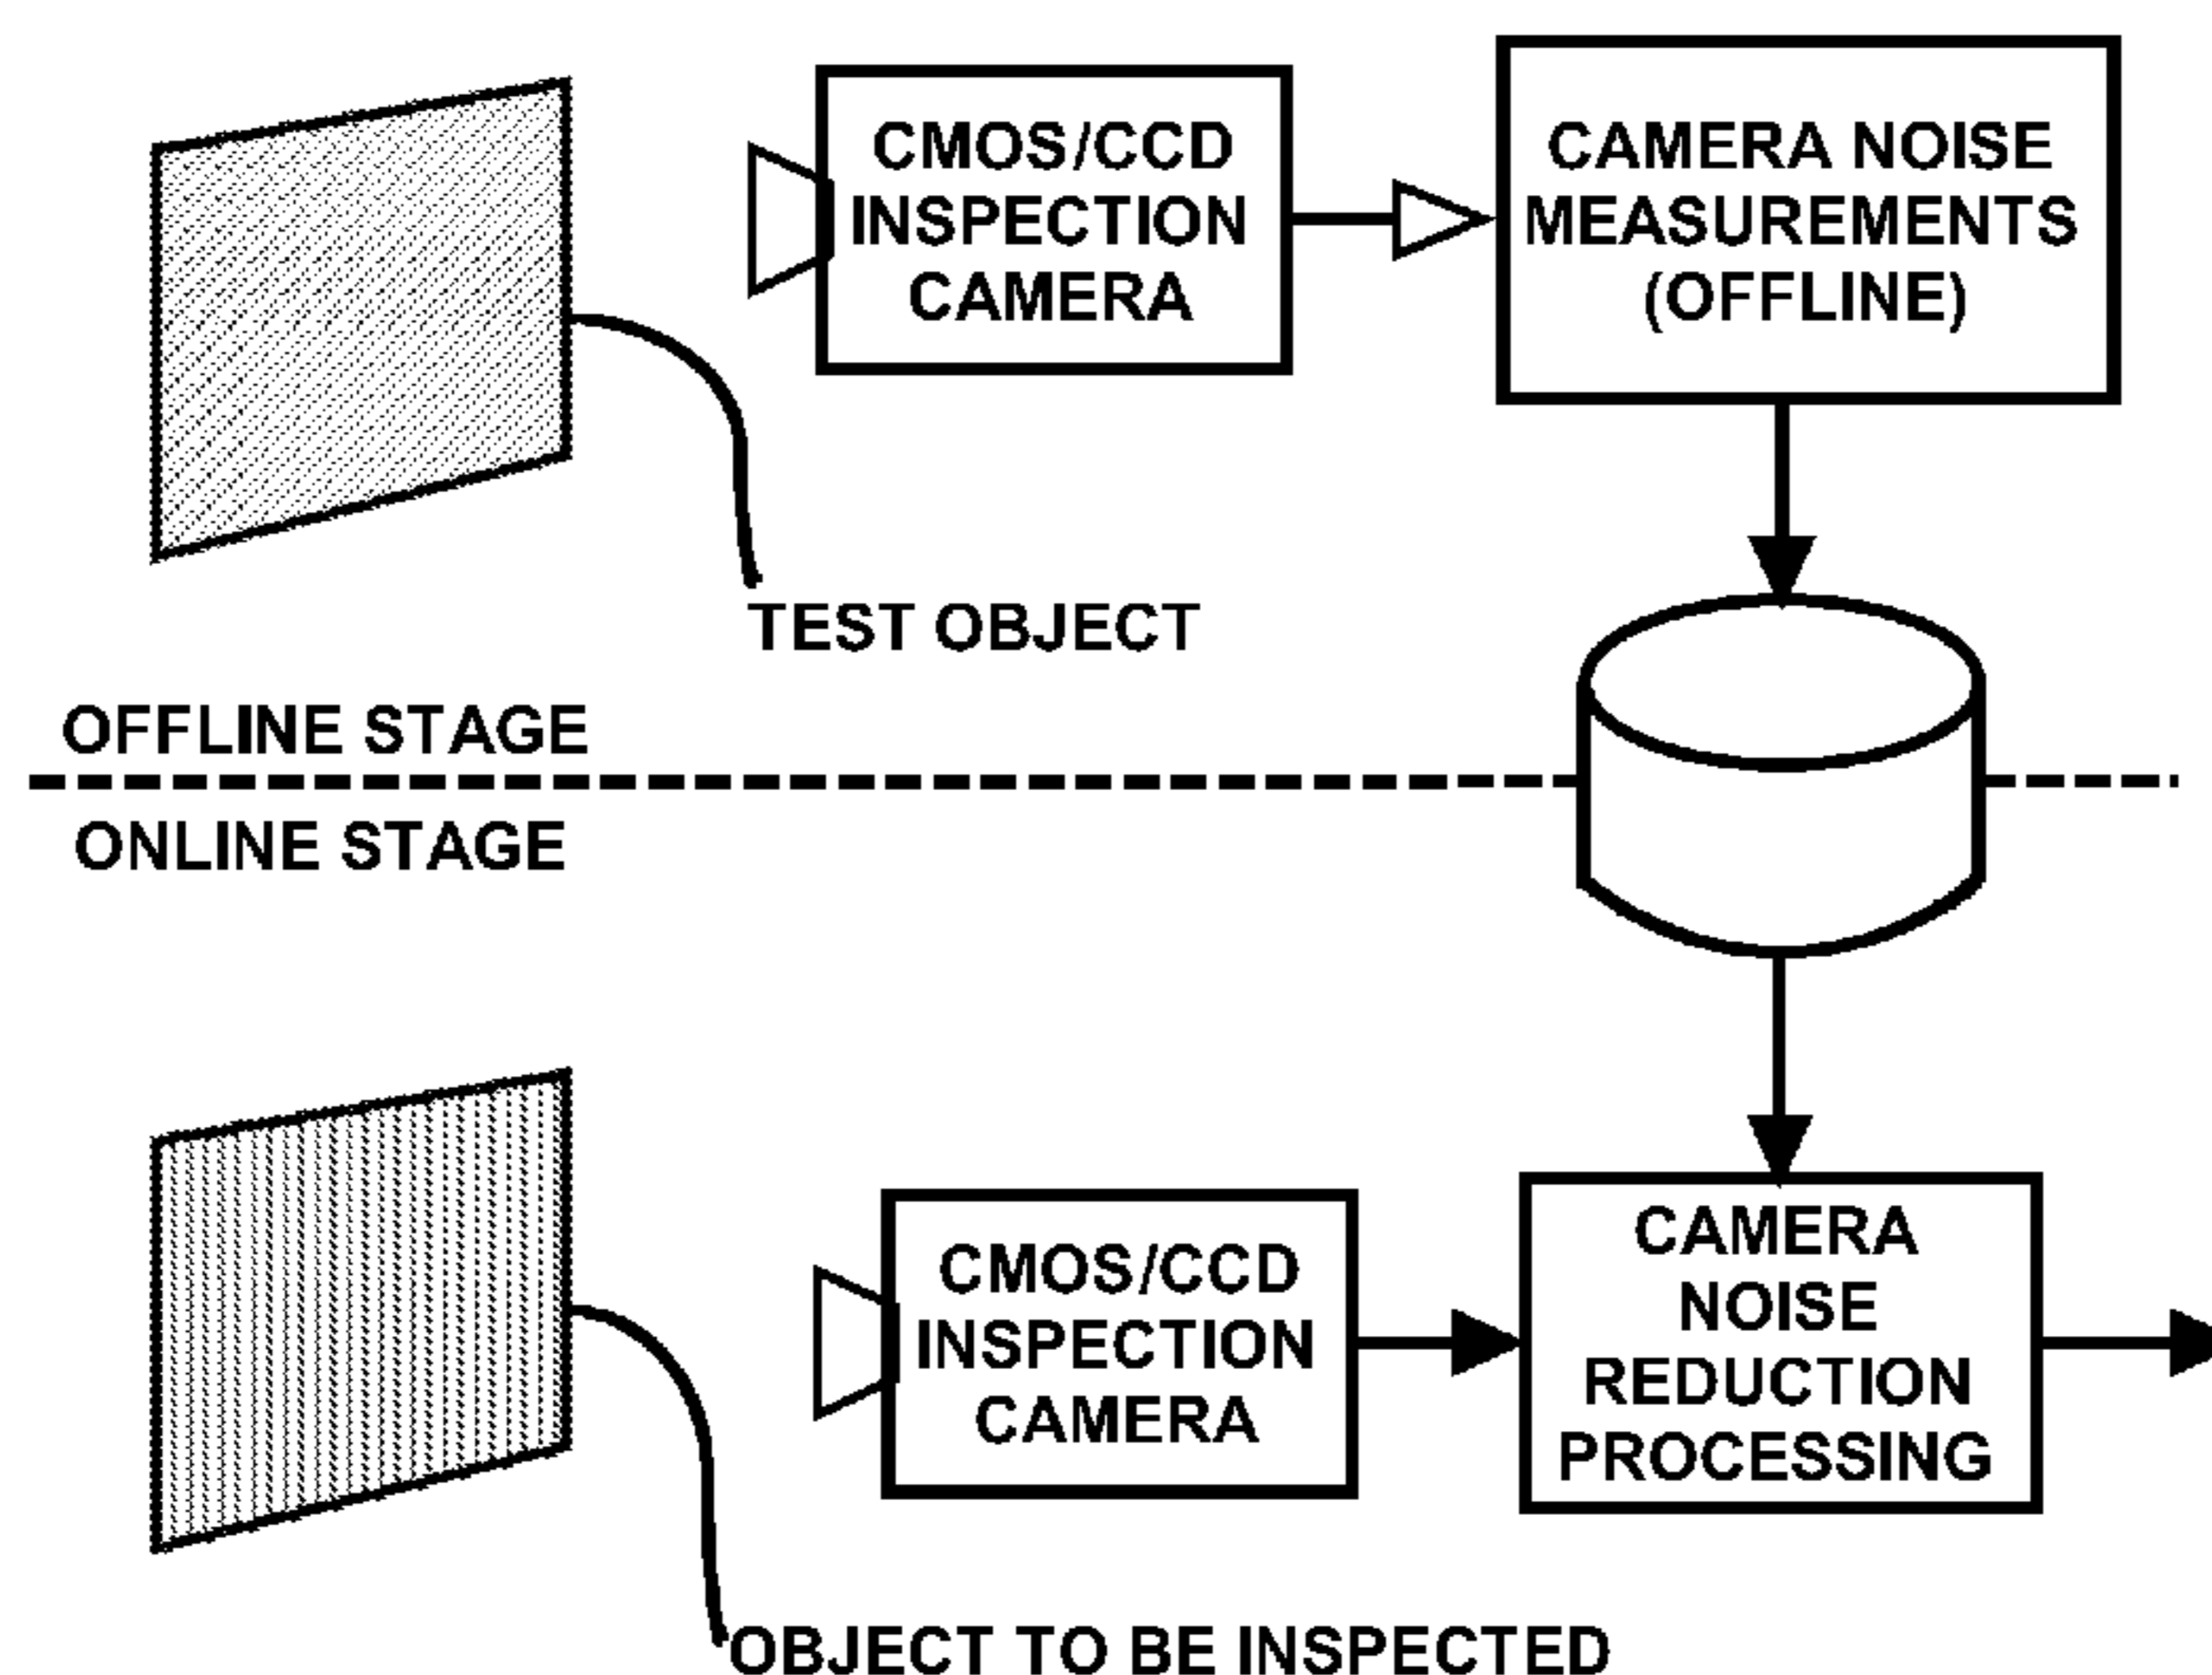 CMOS/CCD
INSPECTION
CAMERA
CAMERA NOISE
MEASUREMENTS
(OFFLINE)
TEST OBJECT
OFFLINE STAGE
ONLINE STAGE
CMOS/CCD
INSPECTION
CAMERA
CAMERA
NOISE
REDUCTION
PROCESSING
OBJECT TO BE INSPECTED